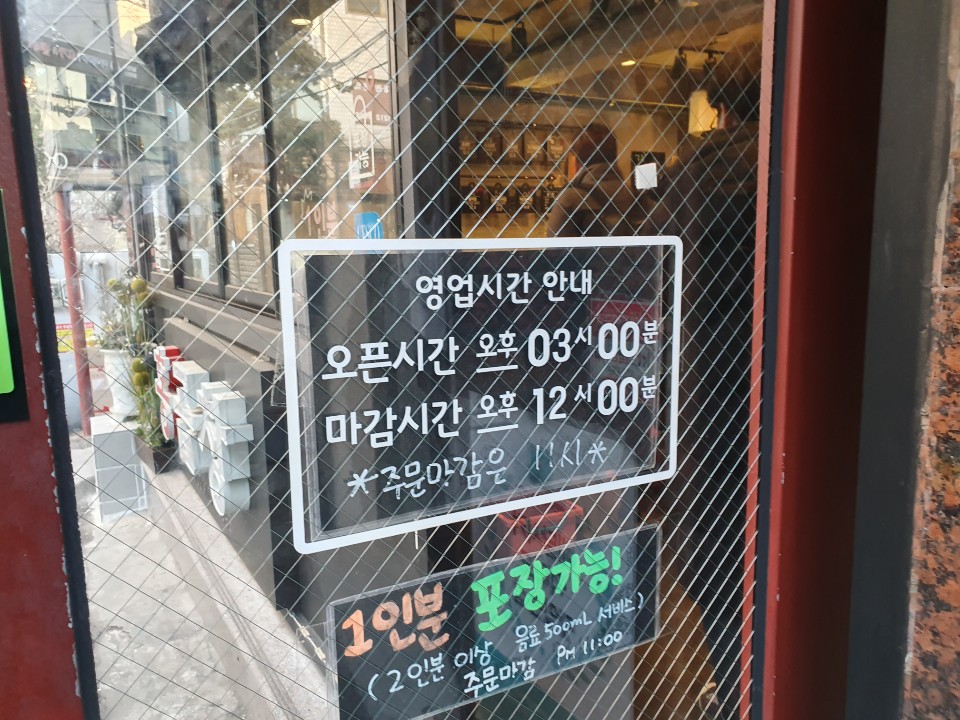 영업시간 안내
오픈시간 오후 03시 00분
마감시간 오후 12시 00분
*주문마감은 11시*
1인분 포장가능!
(2인분 이상 음료 500mL 서비스)
주문마감 PM 11:00